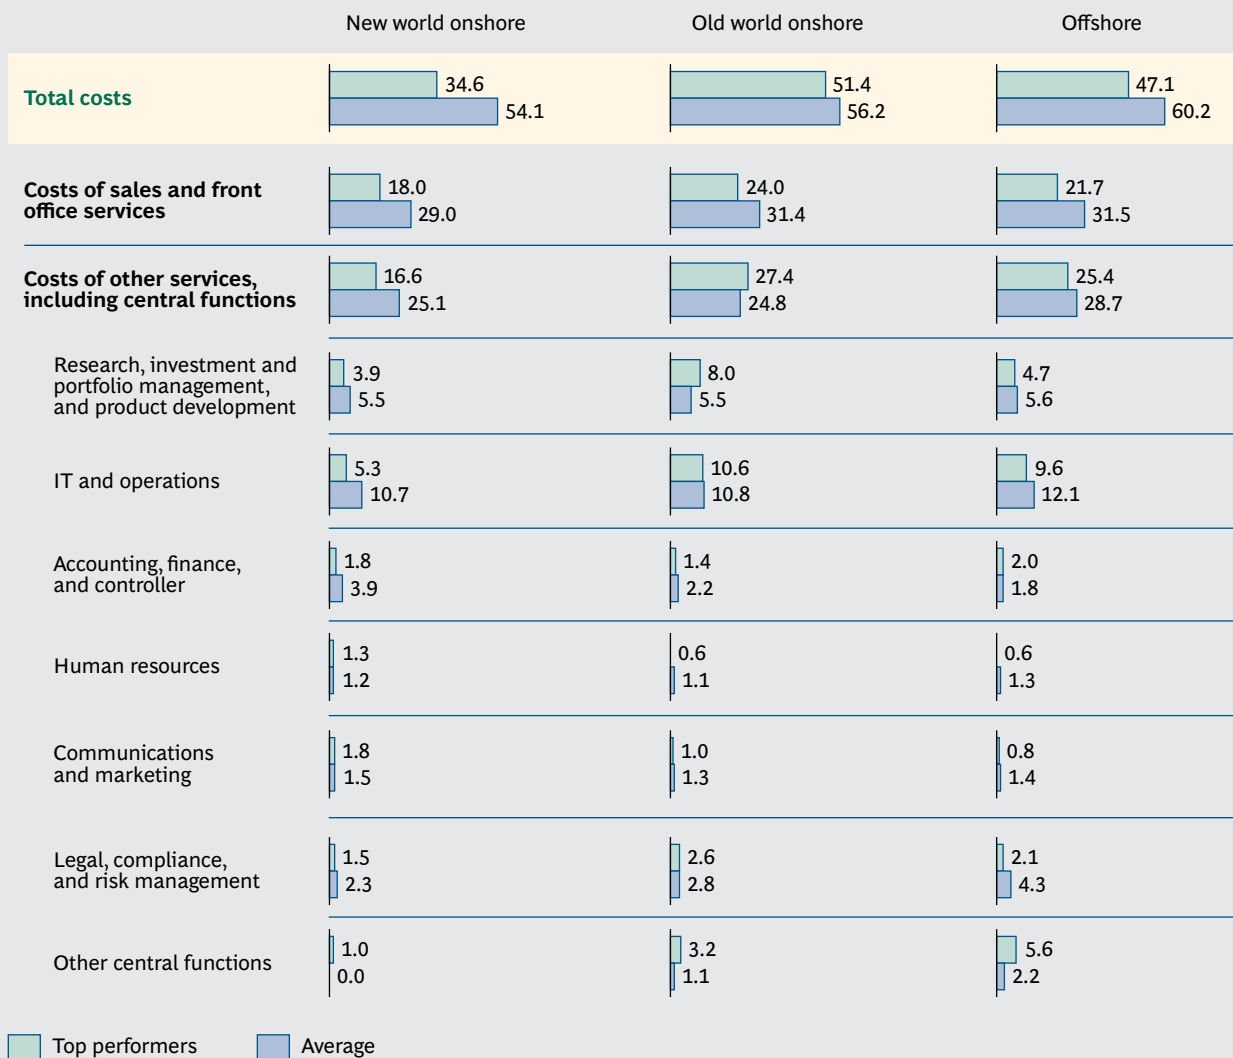 New world onshore Old world onshore Offshore
Total costs
34.6 51.4 47.1
54.1 56.2 60.2
Costs of sales and front
office services
18.0 24.0 21.7
29.0 31.4 31.5
Costs of other services,
including central functions
16.6 27.4 25.4
25.1 24.8 28.7
Research, investment and
portfolio management,
and product development
3.9 8.0 4.7
5.5 5.5 5.6
IT and operations
5.3 10.6 9.6
10.7 10.8 12.1
Accounting, finance,
and controller
1.8 1.4 2.0
3.9 2.2 1.8
Human resources
1.3 0.6 0.6
1.2 1.1 1.3
Communications
and marketing
1.8 1.0 0.8
1.5 1.3 1.4
Legal, compliance,
and risk management
1.5 2.6 2.1
2.3 2.8 4.3
Other central functions
1.0 3.2 5.6
0.0 1.1 2.2
Top performers Average